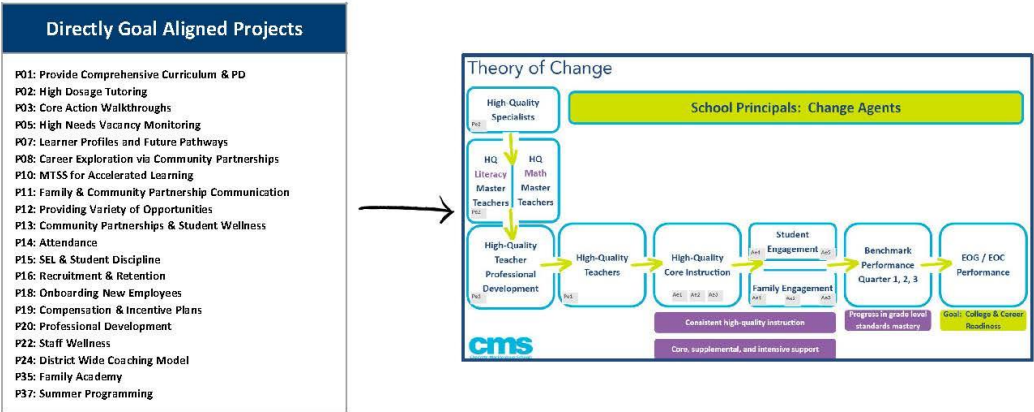 Directly Goal Aligned Projects
P01: Provide Comprehensive Curriculum & PD
P02: High Dosage Tutoring
P03: Core Action Walkthroughs
P05: High Needs Vacancy Monitoring
P07: Learner Profiles and Future Pathways
P08: Career Exploration via Community Partnerships
P10: MTSS for Accelerated Learning
P11: Family & Community Partnership Communication
P12: Providing Variety of Opportunities
P13: Community Partnerships & Student Wellness
P14: Attendance
P15: SEL & Student Discipline
P16: Recruitment & Retention
P18: Onboarding New Employees
P19: Compensation & Incentive Plans
P20: Professional Development
P22: Staff Wellness
P24: District Wide Coaching Model
P35: Family Academy
P37: Summer Programming
Theory of Change
High-Quality
Specialists
School Principals: Change Agents
HQ
Literacy
Master
Teachers
HQ
Math
Master
Teachers
High-Quality
Teacher
Professional
Development
High-Quality
Teachers
High-Quality
Core Instruction
Student
Engagement
Family Engagement
Benchmark
Performance
Quarter 1, 2, 3
EOG / EOC
Performance
Consistent high-quality instruction
Core, supplemental, and intensive support
Progress in grade level
standards mastery
Goal: College & Career
Readiness
cms